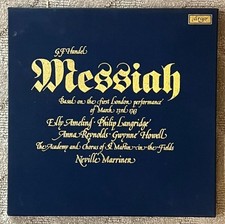 G.F. Handel
Messiah
Based on the first London performance
of March 23rd 1743
Elly Ameling · Philip Langridge
Anna Reynolds · Gwynne Howell
The Academy and Chorus of St. Martin-in-the-Fields
Neville Marriner